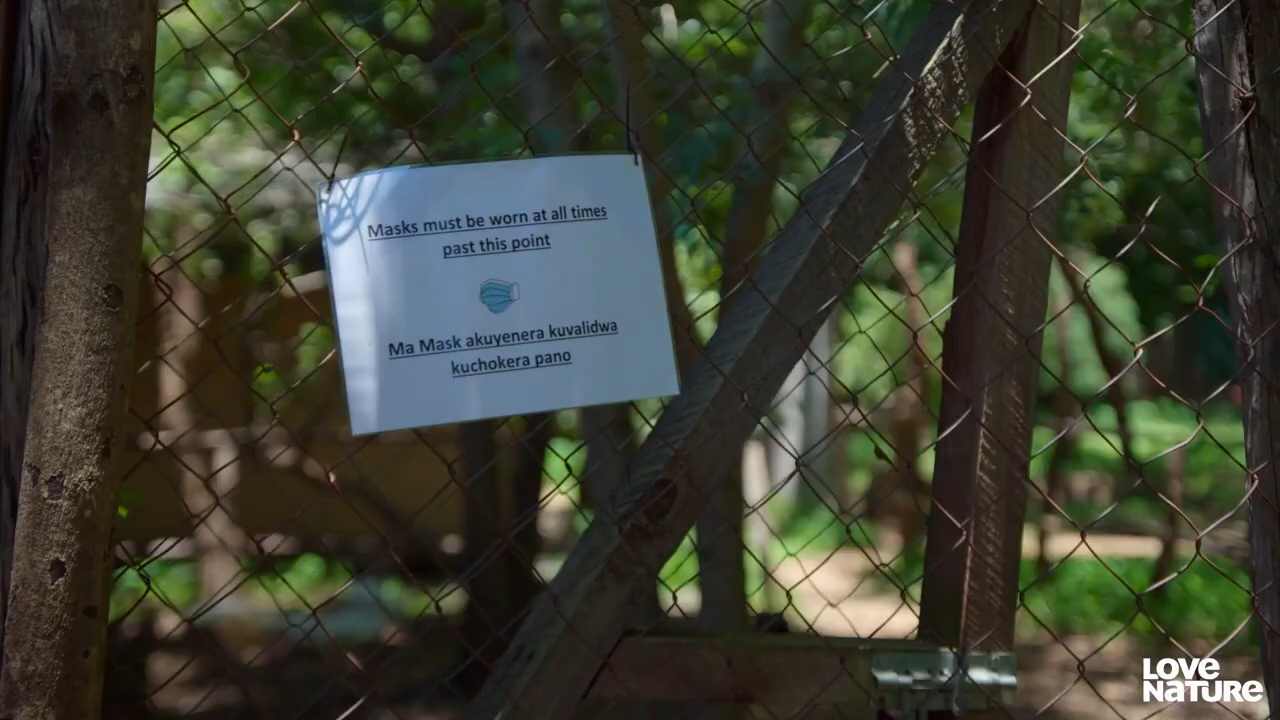 Masks must be worn at all times
past this point
Ma Mask akuyenera kuvalidwa
kuchokera pano
LOVE
NATURE